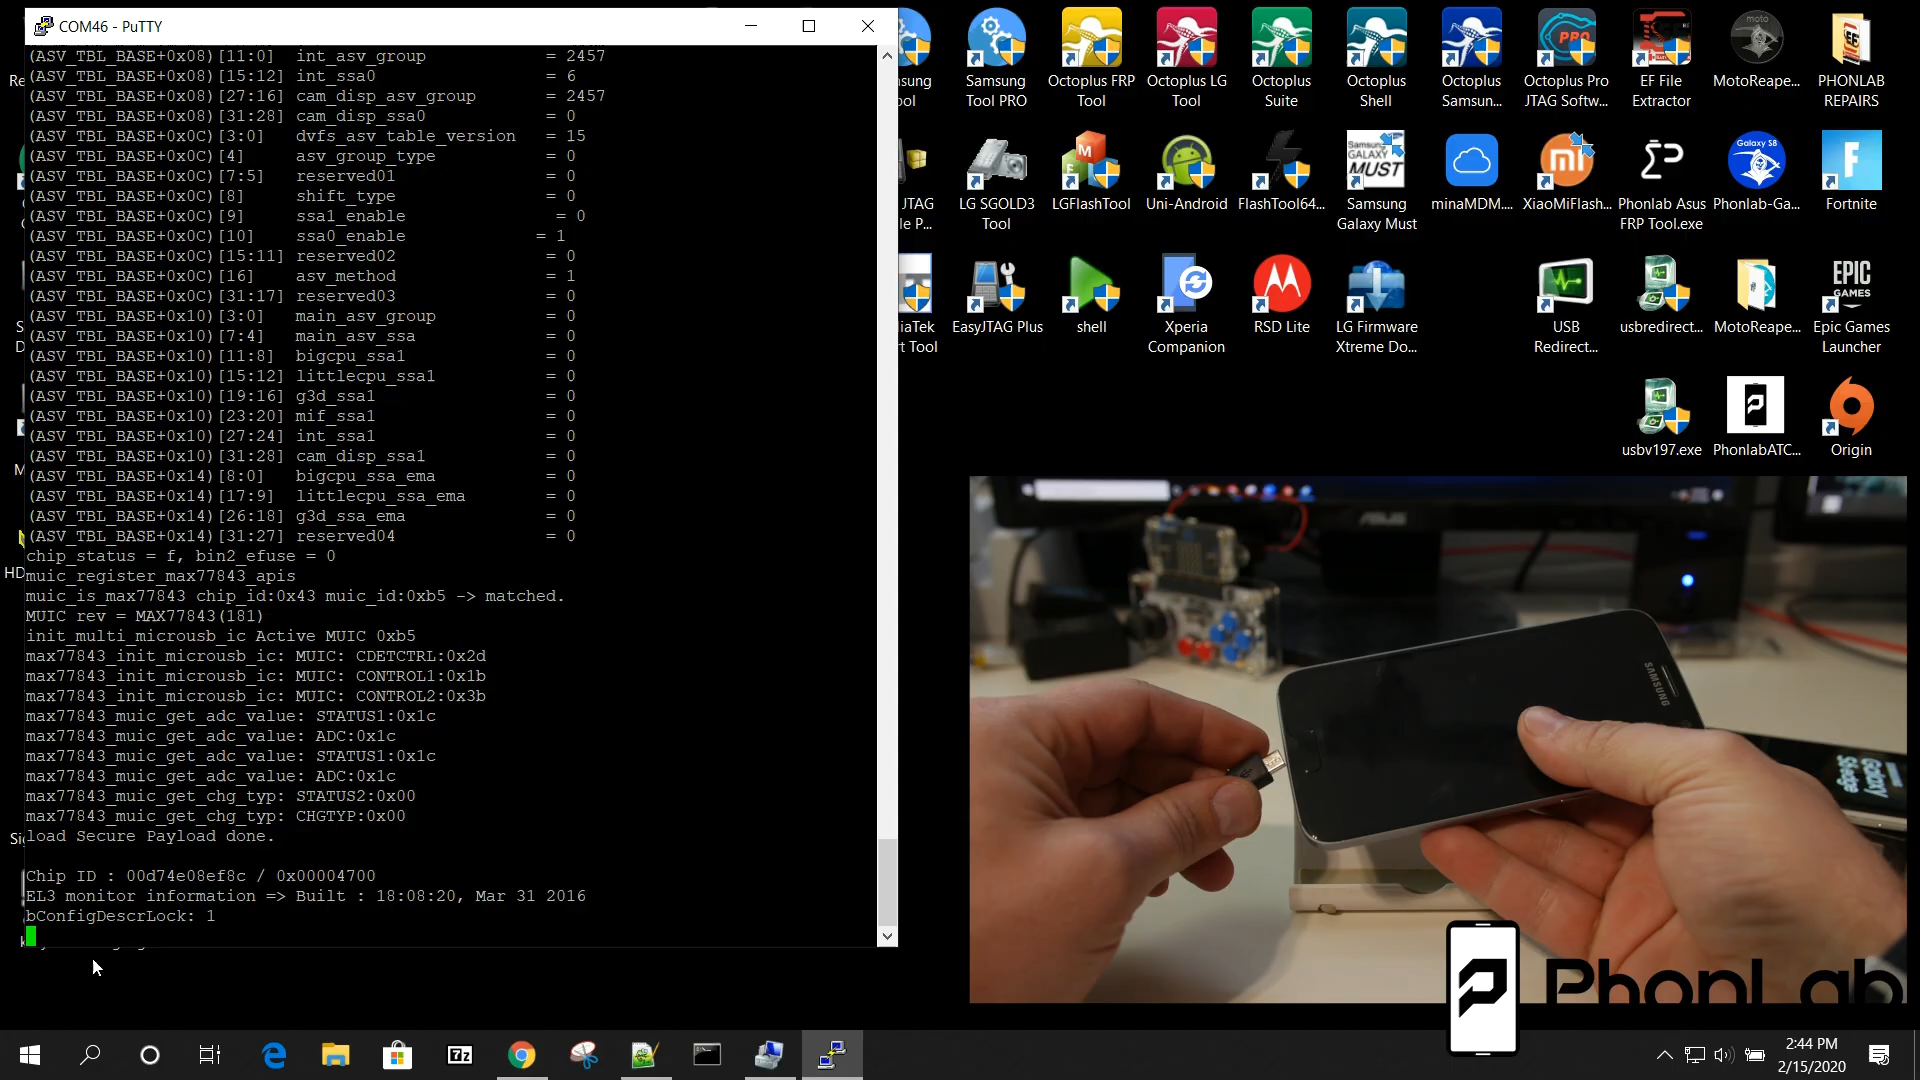 COM46 - PuTTY
(ASV_TBL_BASE+0x08)[11:0] int_asv_group = 2457
(ASV_TBL_BASE+0x08)[15:12] int_ssa0 = 6
(ASV_TBL_BASE+0x08)[27:16] cam_disp_asv_group = 2457
(ASV_TBL_BASE+0x08)[31:28] cam_disp_ssa0 = 0
(ASV_TBL_BASE+0x0C)[3:0] dvfs_asv_table_version = 15
(ASV_TBL_BASE+0x0C)[4] asv_group_type = 0
(ASV_TBL_BASE+0x0C)[7:5] reserved01 = 0
(ASV_TBL_BASE+0x0C)[8] shift_type = 0
(ASV_TBL_BASE+0x0C)[9] ssa1_enable = 0
(ASV_TBL_BASE+0x0C)[10] ssa0_enable = 1
(ASV_TBL_BASE+0x0C)[15:11] reserved02 = 0
(ASV_TBL_BASE+0x0C)[16] asv_method = 1
(ASV_TBL_BASE+0x0C)[31:17] reserved03 = 0
(ASV_TBL_BASE+0x10)[3:0] main_asv_group = 0
(ASV_TBL_BASE+0x10)[7:4] main_asv_ssa = 0
(ASV_TBL_BASE+0x10)[11:8] bigcpu_ssa1 = 0
(ASV_TBL_BASE+0x10)[15:12] littlecpu_ssa1 = 0
(ASV_TBL_BASE+0x10)[19:16] g3d_ssa1 = 0
(ASV_TBL_BASE+0x10)[23:20] mif_ssa1 = 0
(ASV_TBL_BASE+0x10)[27:24] int_ssa1 = 0
(ASV_TBL_BASE+0x10)[31:28] cam_disp_ssa1 = 0
(ASV_TBL_BASE+0x14)[8:0] bigcpu_ssa_ema = 0
(ASV_TBL_BASE+0x14)[17:9] littlecpu_ssa_ema = 0
(ASV_TBL_BASE+0x14)[26:18] g3d_ssa_ema = 0
(ASV_TBL_BASE+0x14)[31:27] reserved04 = 0
chip_status = f, bin2_efuse = 0
muic_register_max77843_apis
muic_is_max77843 chip_id:0x43 muic_id:0xb5 -> matched.
MUIC rev = MAX77843(181)
init_multi_microusb_ic Active MUIC 0xb5
max77843_init_microusb_ic: MUIC: CDETCTRL:0x2d
max77843_init_microusb_ic: MUIC: CONTROL1:0x1b
max77843_init_microusb_ic: MUIC: CONTROL2:0x3b
max77843_muic_get_adc_value: STATUS1:0x1c
max77843_muic_get_adc_value: ADC:0x1c
max77843_muic_get_adc_value: STATUS1:0x1c
max77843_muic_get_adc_value: ADC:0x1c
max77843_muic_get_chg_typ: STATUS2:0x00
max77843_muic_get_chg_typ: CHGTYP:0x00
load Secure Payload done.
Chip ID : 00d74e08ef8c / 0x00004700
EL3 monitor information => Built : 18:08:20, Mar 31 2016
bConfigDescrLock: 1
PRO
Samsung
GALAXY
MUST
Galaxy S8
moto
EPIC
GAMES
Samsung
Tool PRO
Octoplus FRP
Tool
Octoplus LG
Tool
Octoplus
Suite
Octoplus
Shell
Octoplus
Samsun...
Octoplus Pro
JTAG Softw...
EF File
Extractor
MotoReape...
PHONLAB
REPAIRS
LG SGOLD3
Tool
LGFlashTool
Uni-Android
FlashTool64...
Samsung
Galaxy Must
minaMDM....
XiaoMiFlash...
Phonlab Asus
FRP Tool.exe
Phonlab-Ga...
Fortnite
EasyJTAG Plus
shell
Xperia
Companion
RSD Lite
LG Firmware
Xtreme Do...
USB
Redirect...
usbredirect...
MotoReape...
Epic Games
Launcher
usbv197.exe
PhonlabATC...
Origin
ASUS
SAMSUNG
Galaxy
PhonLab
7z
2:44 PM
2/15/2020